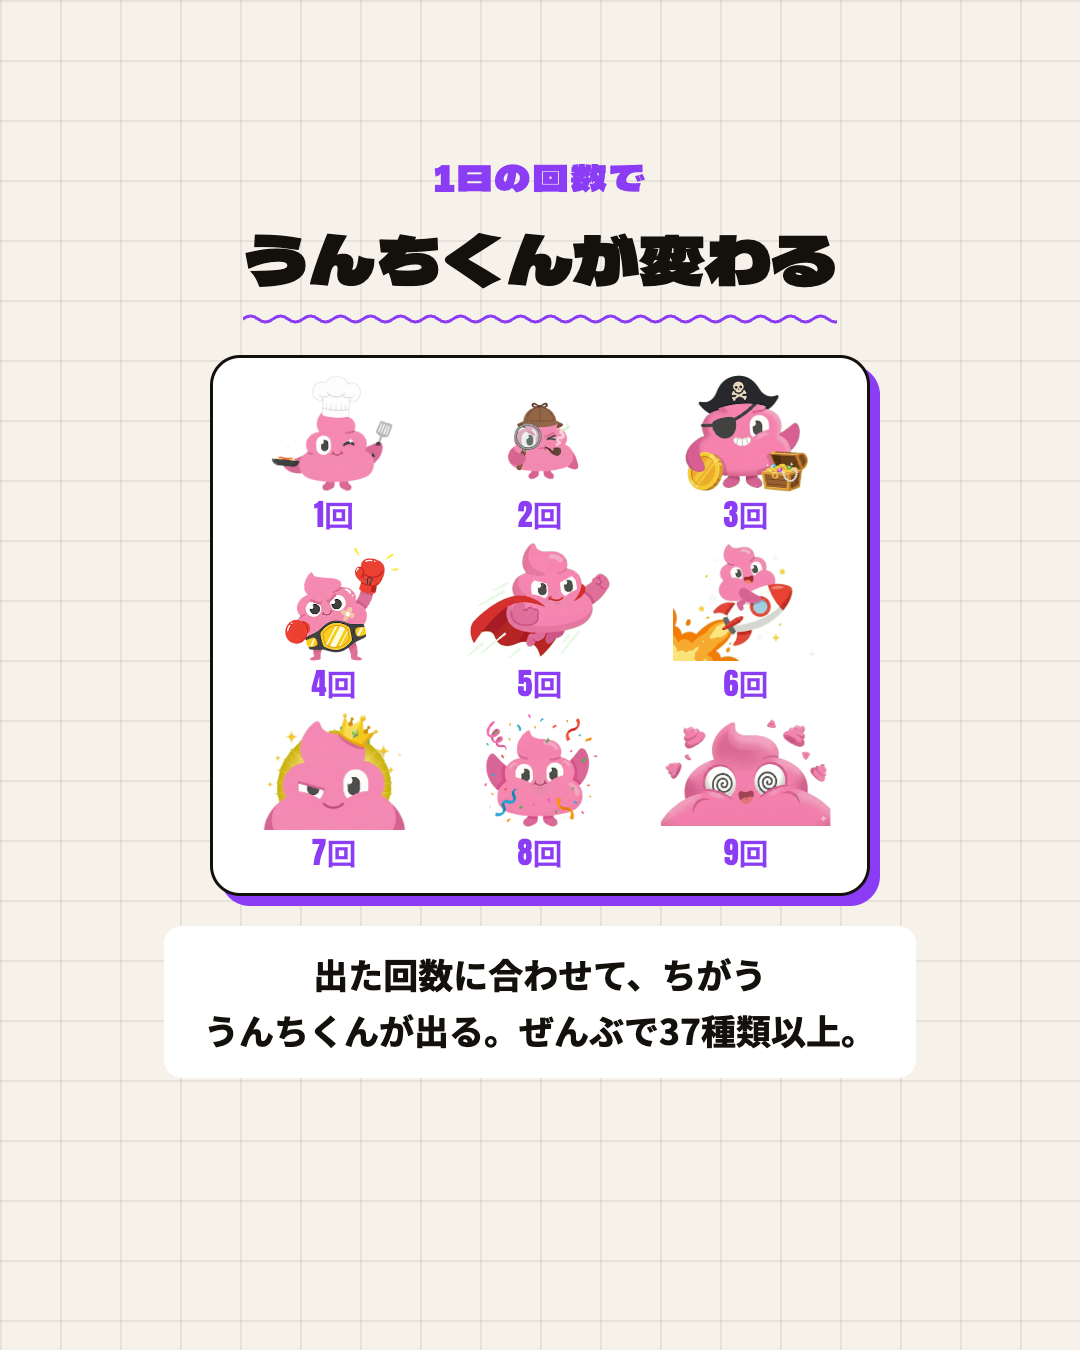 1日の回数で
うんちくんが変わる
1回
2回
3回
4回
5回
6回
7回
8回
9回
出た回数に合わせて、ちがう
うんちくんが出る。ぜんぶで37種類以上。